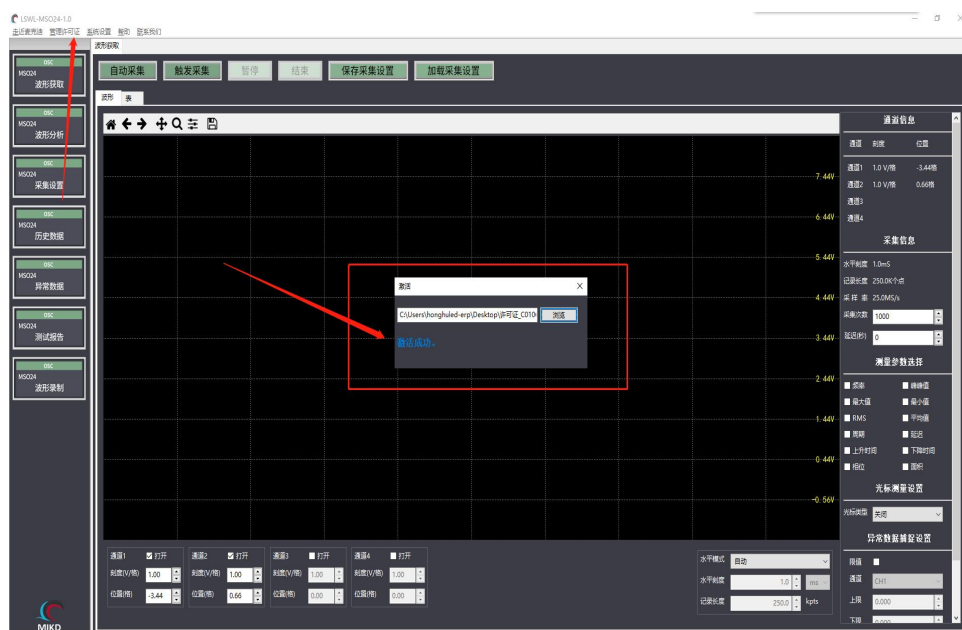 LSWL-MSO24-1.0
走近麦克迪 管理许可证 系统设置 帮助 联系我们
波形获取
OSC
MSO24
波形获取
OSC
MSO24
波形分析
OSC
MSO24
采集设置
OSC
MSO24
历史数据
OSC
MSO24
异常数据
OSC
MSO24
测试报告
OSC
MSO24
波形录制
MIKD
自动采集 触发采集 暂停 结束 保存采集设置 加载采集设置
波形 表
7.44V
6.44V
5.44V
4.44V
3.44V
2.44V
1.44V
0.44V
-0.56V
激活 X
C:\Users\honghuled-erp\Desktop\许可证_C010 浏览
激活成功。
通道1 打开 通道2 打开 通道3 打开 通道4 打开
刻度(V/格) 1.00 刻度(V/格) 1.00 刻度(V/格) 1.00 刻度(V/格) 1.00
位置(格) -3.44 位置(格) 0.66 位置(格) 0.00 位置(格) 0.00
水平模式 自动
水平刻度 1.0 ms
记录长度 250.0 kpts
通道信息
通道 刻度 位置
通道1 1.0 V/格 -3.44格
通道2 1.0 V/格 0.66格
通道3
通道4
采集信息
水平刻度 1.0mS
记录长度 250.0K个点
采 样 率 25.0MS/s
采集次数 1000
延迟(秒) 0
测量参数选择
频率 峰峰值
最大值 最小值
RMS 平均值
周期 延迟
上升时间 下降时间
相位 面积
光标测量设置
光标类型 关闭
异常数据捕捉设置
限值
通道 CH1
上限 0.000
下限 0.000